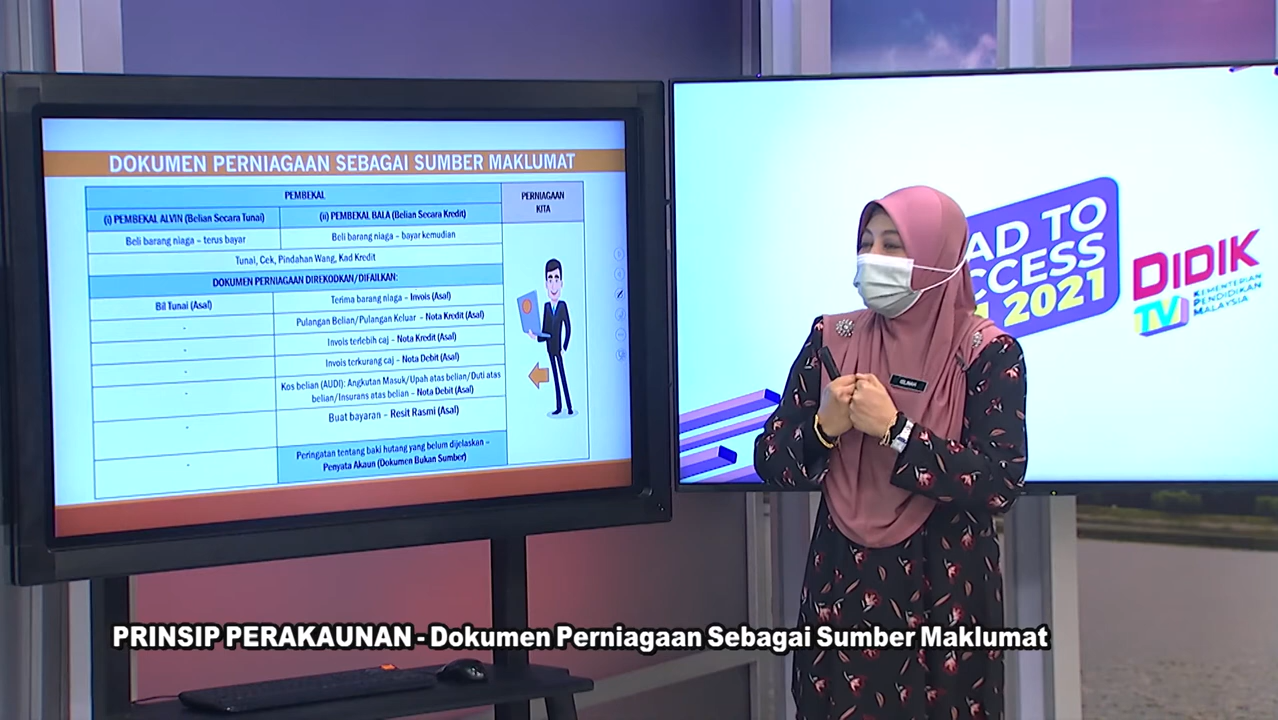 DOKUMEN PERNIAGAAN SEBAGAI SUMBER MAKLUMAT
PEMBEKAL
PERNIAGAAN
KITA
(i) PEMBEKAL ALVIN (Belian Secara Tunai)
(ii) PEMBEKAL BALA (Belian Secara Kredit)
Beli barang niaga – terus bayar
Beli barang niaga – bayar kemudian
Tunai, Cek, Pindahan Wang, Kad Kredit
DOKUMEN PERNIAGAAN DIREKODKAN/DIFAILKAN:
Bil Tunai (Asal)
Terima barang niaga – Invois (Asal)
-
Pulangan Belian/Pulangan Keluar – Nota Kredit (Asal)
-
Invois terlebih caj – Nota Kredit (Asal)
-
Invois terkurang caj – Nota Debit (Asal)
-
Kos belian (AUDI): Angkutan Masuk/Upah atas belian/Duti atas
belian/Insurans atas belian – Nota Debit (Asal)
-
Buat bayaran – Resit Rasmi (Asal)
-
Peringatan tentang baki hutang yang belum dijelaskan –
Penyata Akaun (Dokumen Bukan Sumber)
AD TO
CCESS
2021
DIDIK
TV
KEMENTERIAN
PENDIDIKAN
MALAYSIA
PRINSIP PERAKAUNAN - Dokumen Perniagaan Sebagai Sumber Maklumat